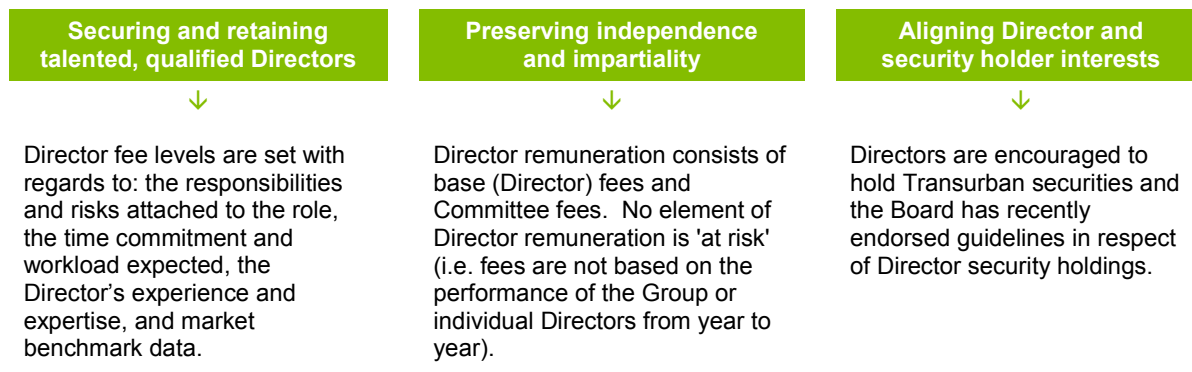 Securing and retaining
talented, qualified Directors
Director fee levels are set with
regards to: the responsibilities
and risks attached to the role,
the time commitment and
workload expected, the
Director's experience and
expertise, and market
benchmark data.
Preserving independence
and impartiality
Director remuneration consists of
base (Director) fees and
Committee fees.  No element of
Director remuneration is 'at risk'
(i.e. fees are not based on the
performance of the Group or
individual Directors from year to
year).
Aligning Director and
security holder interests
Directors are encouraged to
hold Transurban securities and
the Board has recently
endorsed guidelines in respect
of Director security holdings.